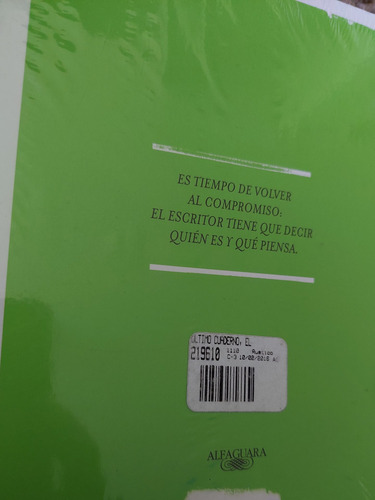 ES TIEMPO DE VOLVER
AL COMPROMISO:
EL ESCRITOR TIENE QUE DECIR
QUIÉN ES Y QUÉ PIENSA.
ULTIMO CUADERNO, EL
219610
ALFAGUARA